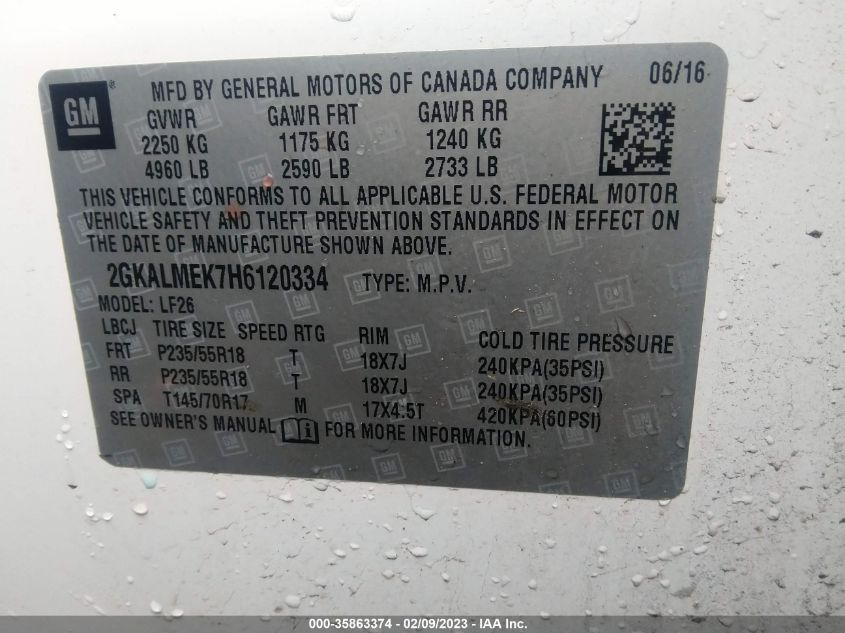 GM ® MFD BY GENERAL MOTORS OF CANADA COMPANY 06/16
GVWR GAWR FRT GAWR RR
2250 KG 1175 KG 1240 KG
4960 LB 2590 LB 2733 LB
THIS VEHICLE CONFORMS TO ALL APPLICABLE U.S. FEDERAL MOTOR
VEHICLE SAFETY AND THEFT PREVENTION STANDARDS IN EFFECT ON
THE DATE OF MANUFACTURE SHOWN ABOVE.
2GKALMEK7H6120334 TYPE: M.P.V.
MODEL: LF26
LBCJ TIRE SIZE SPEED RTG RIM COLD TIRE PRESSURE
FRT P235/55R18 T 18X7J 240KPA(35PSI)
RR P235/55R18 T 18X7J 240KPA(35PSI)
SPA T145/70R17 M 17X4.5T 420KPA(60PSI)
SEE OWNER'S MANUAL i FOR MORE INFORMATION.
000-35863374 - 02/09/2023 - IAA Inc.